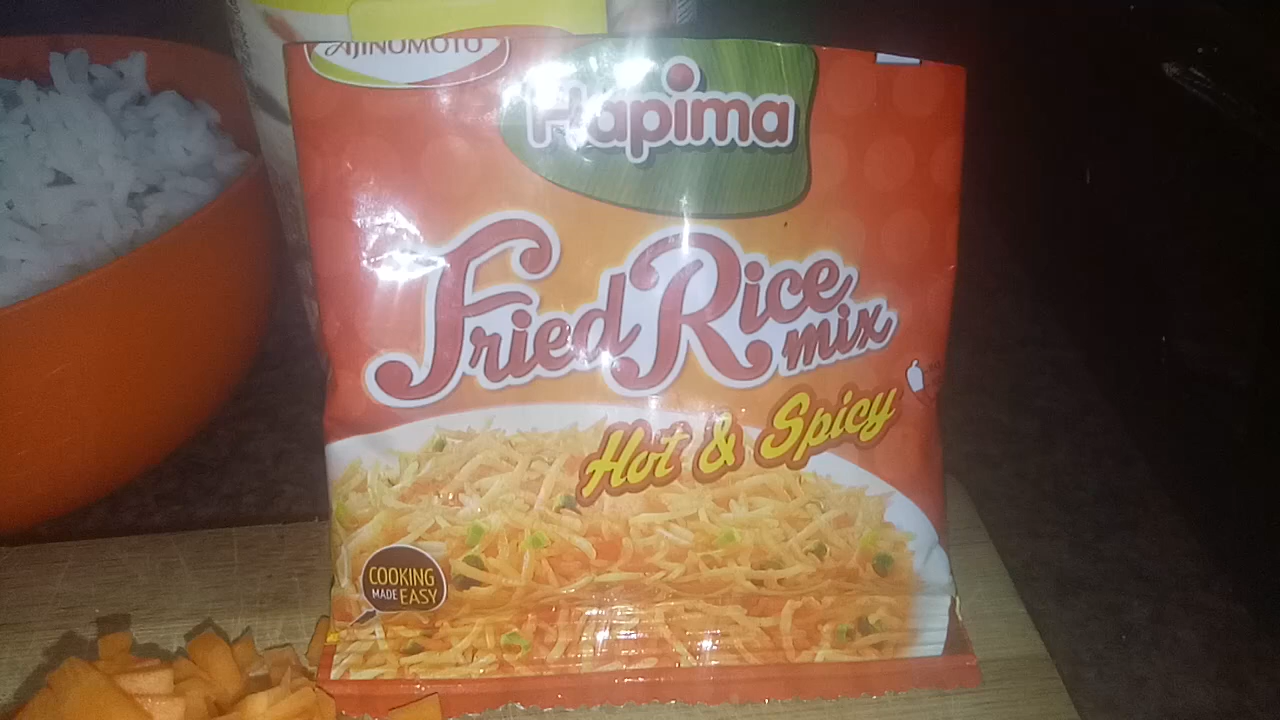 AJINOMOTO
Hapima
Fried Rice
mix
Hot & Spicy
COOKING
MADE EASY